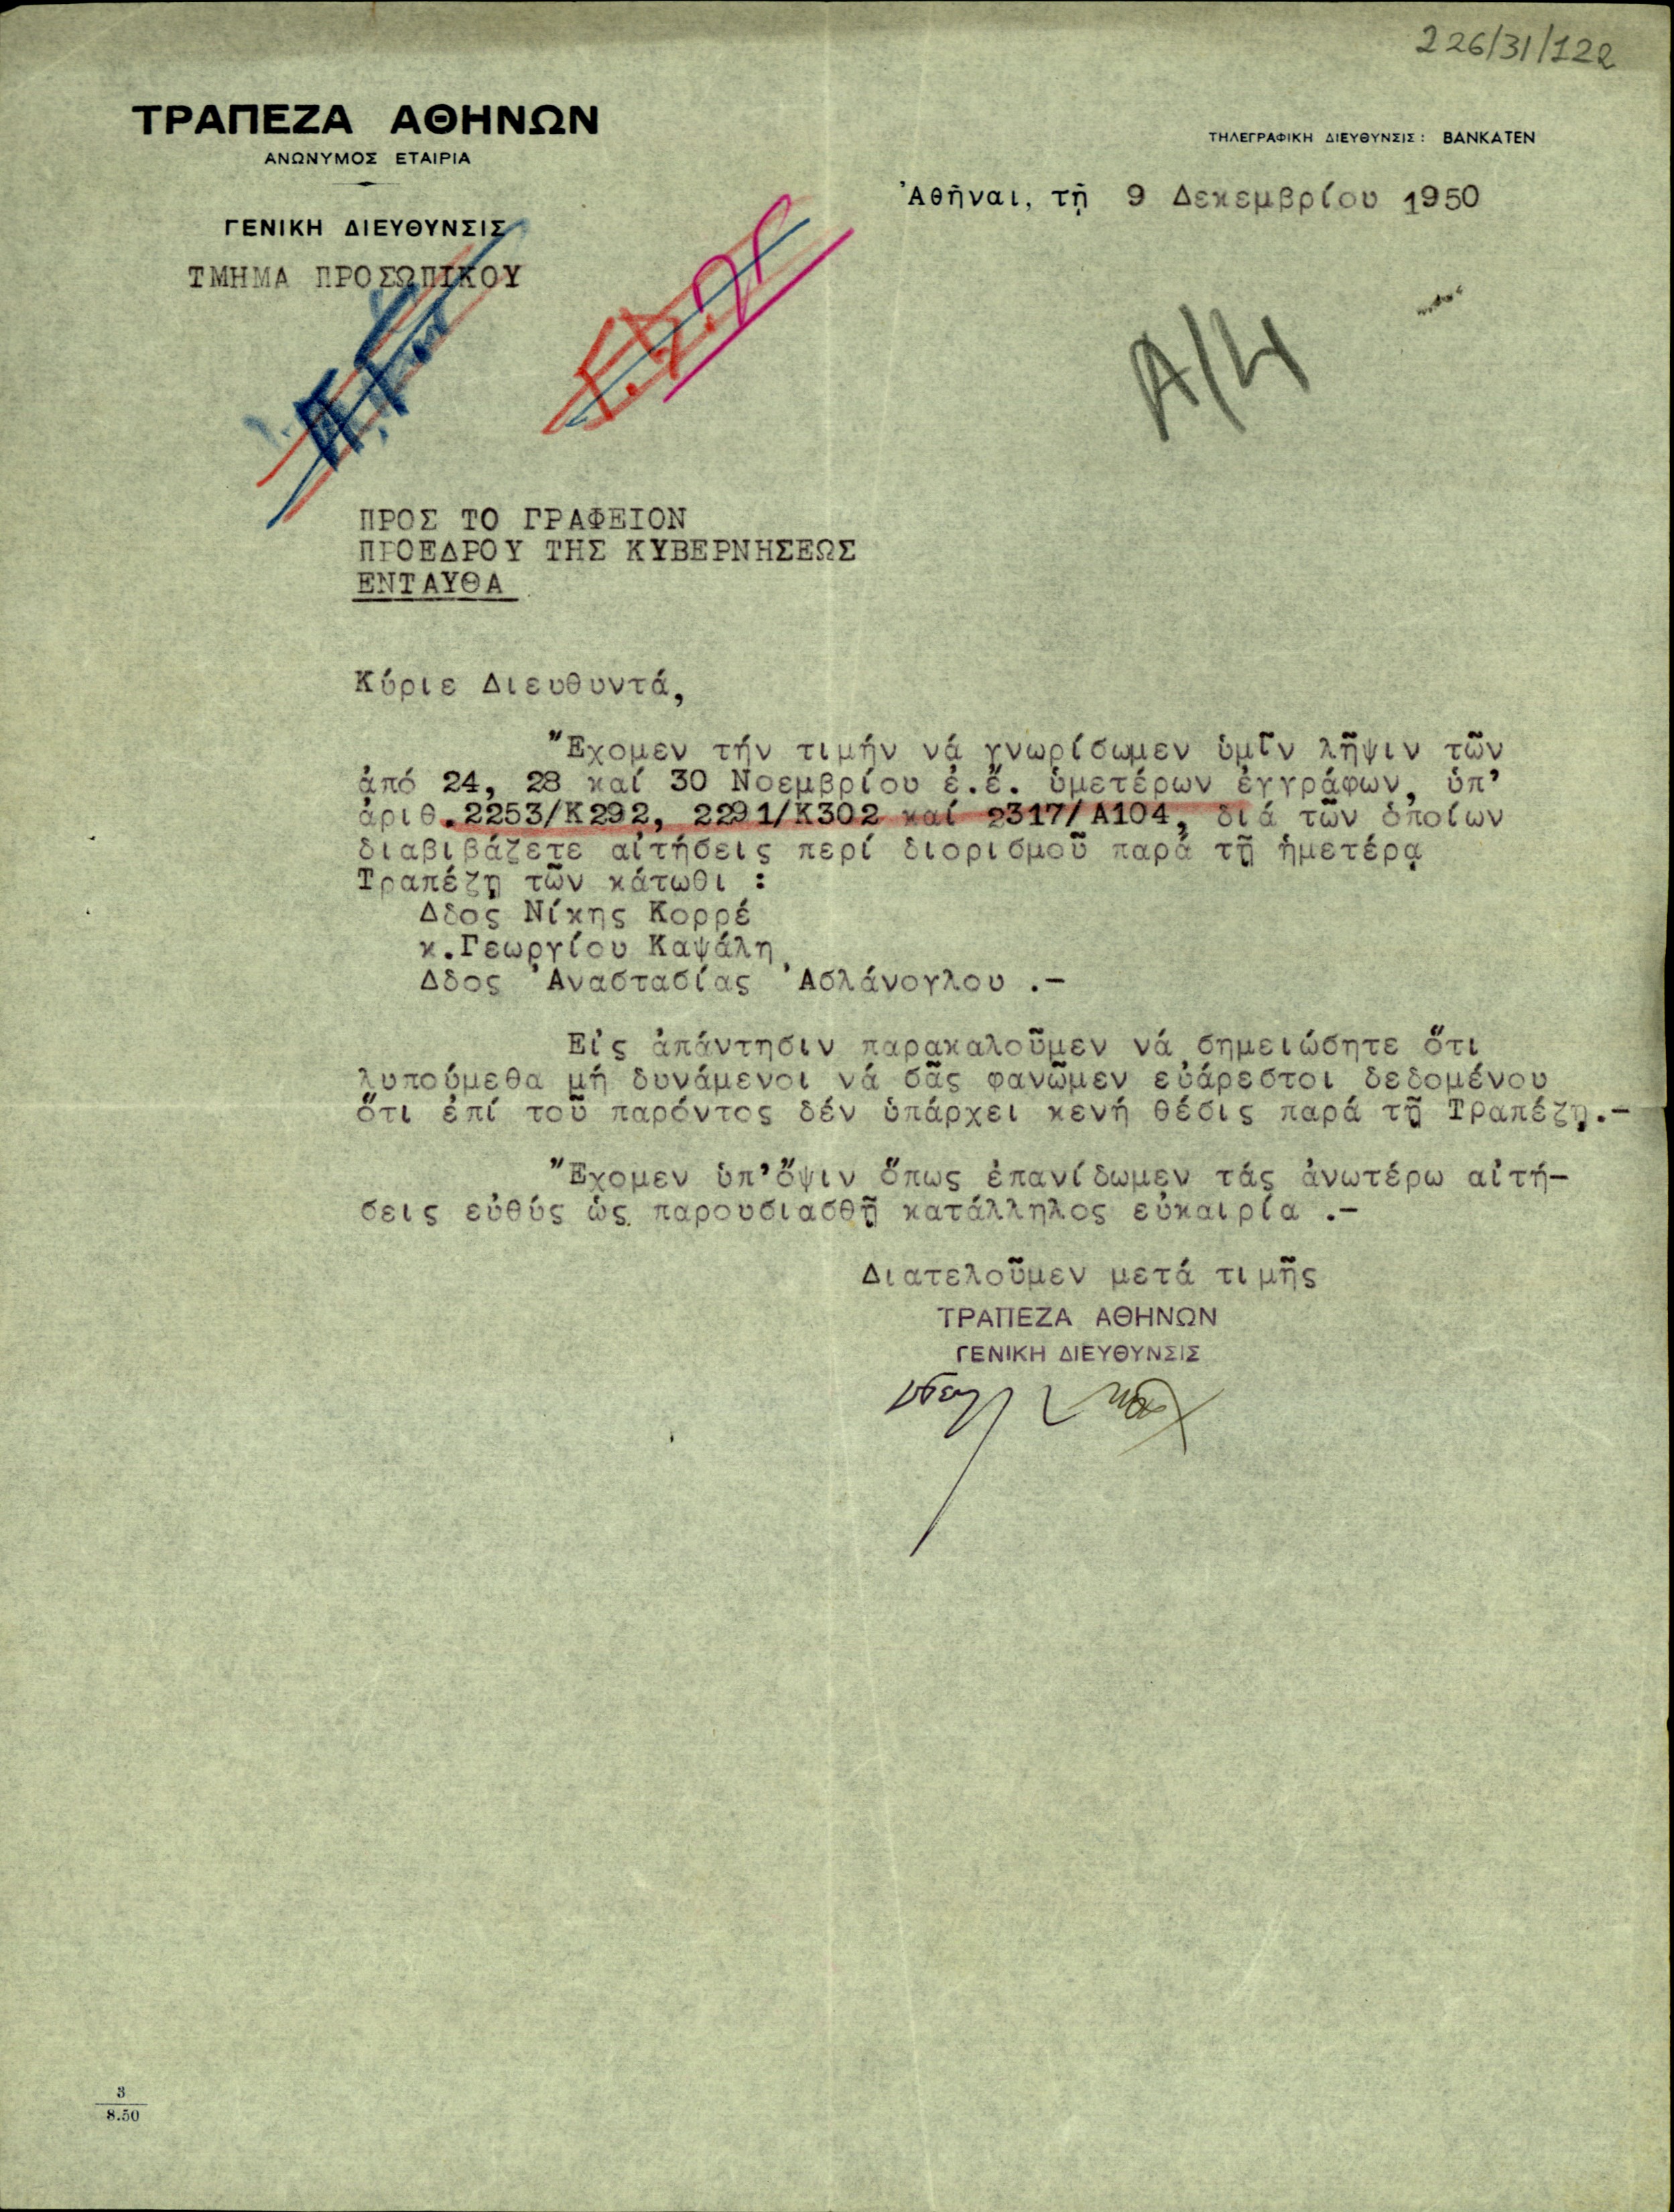 226/31/122
ΤΡΑΠΕΖΑ ΑΘΗΝΩΝ
ΑΝΩΝΥΜΟΣ ΕΤΑΙΡΙΑ
ΤΗΛΕΓΡΑΦΙΚΗ ΔΙΕΥΘΥΝΣΙΣ: BANKATEN
Ἀθῆναι, τῇ 9 Δεκεμβρίου 1950
ΓΕΝΙΚΗ ΔΙΕΥΘΥΝΣΙΣ
ΤΜΗΜΑ ΠΡΟΣΩΠΙΚΟΥ
Α/4
ΠΡΟΣ ΤΟ ΓΡΑΦΕΙΟΝ
ΠΡΟΕΔΡΟΥ ΤΗΣ ΚΥΒΕΡΝΗΣΕΩΣ
ΕΝΤΑΥΘΑ
Κύριε Διευθυντά,
Ἔχομεν τήν τιμήν νά γνωρίσωμεν ὑμῖν λῆψιν τῶν
ἀπό 24, 28 καί 30 Νοεμβρίου ἐ.ἔ. ὑμετέρων ἐγγράφων, ὑπ'
ἀριθ.2253/Κ292, 2291/Κ302 καί 2317/Α104, διά τῶν ὁποίων
διαβιβάζετε αἰτήσεις περί διορισμοῦ παρά τῇ ἡμετέρᾳ
Τραπέζῃ τῶν κάτωθι :
Δδος Νίκης Κορρέ
κ.Γεωργίου Καψάλη
Δδος Ἀναστασίας Ἀσλάνογλου .-
Εἰς ἀπάντησιν παρακαλοῦμεν νά σημειώσητε ὅτι
λυπούμεθα μή δυνάμενοι νά σᾶς φανῶμεν εὐάρεστοι δεδομένου
ὅτι ἐπί τοῦ παρόντος δέν ὑπάρχει κενή θέσις παρά τῇ Τραπέζῃ.-
Ἔχομεν ὑπ'ὄψιν ὅπως ἐπανίδωμεν τάς ἀνωτέρω αἰτή-
σεις εὐθύς ὡς παρουσιασθῇ κατάλληλος εὐκαιρία .-
Διατελοῦμεν μετά τιμῆς
ΤΡΑΠΕΖΑ ΑΘΗΝΩΝ
ΓΕΝΙΚΗ ΔΙΕΥΘΥΝΣΙΣ
3
8.50